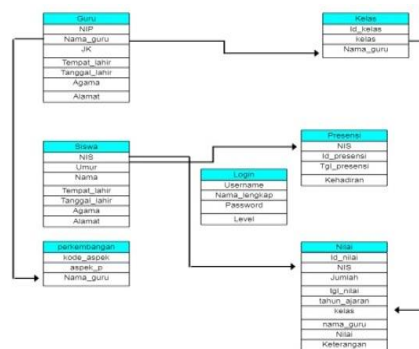 Guru
NIP
Nama_guru
JK
Tempat_lahir
Tanggal_lahir
Agama
Alamat
Kelas
Id_kelas
kelas
Nama_guru
Siswa
NIS
Umur
Nama
Tempat_lahir
Tanggal_lahir
Agama
Alamat
Login
Username
Nama_lengkap
Password
Level
Presensi
NIS
Id_presensi
Tgl_presensi
Kehadiran
perkembangan
kode_aspek
aspek_p
Nama_guru
Nilai
Id_nilai
NIS
Jumlah
tgl_nilai
tahun_ajaran
kelas
nama_guru
Nilai
Keterangan